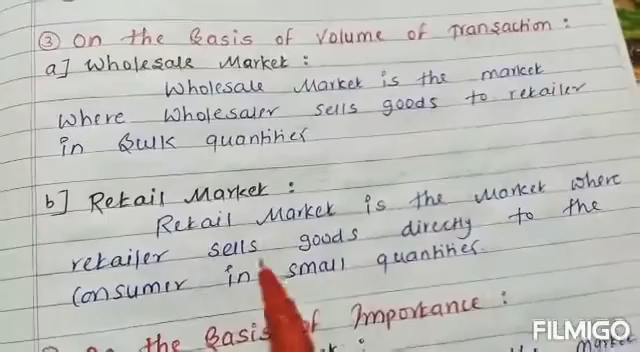 ③ On the Basis of Volume of Transaction :
a] Wholesale Market :
Wholesale Market is the market
where wholesaler sells goods to retailer
in Bulk quantities
b] Retail Market :
Retail Market is the market where
retailer sells goods directly to the
Consumer in small quantities.
the Basis of Importance :
Market
FILMIGO